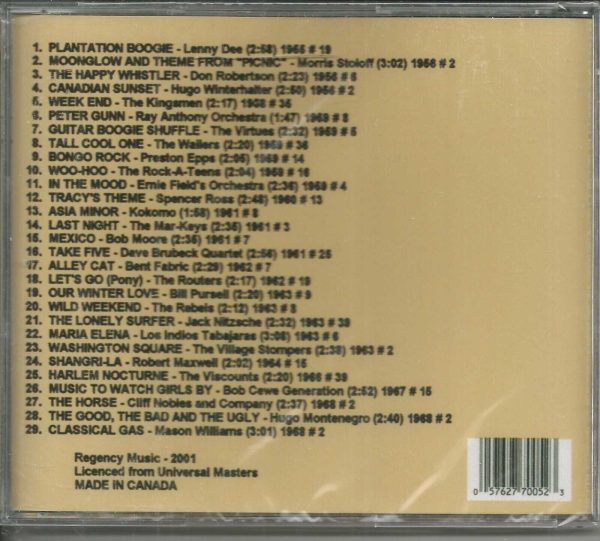 1. PLANTATION BOOGIE - Lenny Dee (2:58) 1955 # 19
2. MOONGLOW AND THEME FROM "PICNIC" - Morris Stoloff (3:02) 1956 # 2
3. THE HAPPY WHISTLER - Don Robertson (2:23) 1956 # 6
4. CANADIAN SUNSET - Hugo Winterhalter (2:50) 1956 # 2
5. WEEK END - The Kingsmen (2:17) 1958 # 35
6. PETER GUNN - Ray Anthony Orchestra (1:47) 1959 # 8
7. GUITAR BOOGIE SHUFFLE - The Virtues (2:32) 1959 # 5
8. TALL COOL ONE - The Wailers (2:20) 1959 # 36
9. BONGO ROCK - Preston Epps (2:05) 1959 # 14
10. WOO-HOO - The Rock-A-Teens (2:04) 1959 # 16
11. IN THE MOOD - Ernie Field's Orchestra (2:36) 1959 # 4
12. TRACY'S THEME - Spencer Ross (2:48) 1960 # 13
13. ASIA MINOR - Kokomo (1:58) 1961 # 8
14. LAST NIGHT - The Mar-Keys (2:35) 1961 # 3
15. MEXICO - Bob Moore (2:35) 1961 # 7
16. TAKE FIVE - Dave Brubeck Quartet (2:56) 1961 # 25
17. ALLEY CAT - Bent Fabric (2:29) 1962 # 7
18. LET'S GO (Pony) - The Routers (2:17) 1962 # 19
19. OUR WINTER LOVE - Bill Pursell (2:29) 1963 # 9
20. WILD WEEKEND - The Rebels (2:12) 1963 # 8
21. THE LONELY SURFER - Jack Nitzsche (2:32) 1963 # 39
22. MARIA ELENA - Los Indios Tabajaras (3:08) 1963 # 6
23. WASHINGTON SQUARE - The Village Stompers (2:38) 1963 # 2
24. SHANGRI-LA - Robert Maxwell (2:02) 1964 # 15
25. HARLEM NOCTURNE - The Viscounts (2:20) 1966 # 39
26. MUSIC TO WATCH GIRLS BY - Bob Cewe Generation (2:52) 1967 # 15
27. THE HORSE - Cliff Nobles and Company (2:37) 1968 # 2
28. THE GOOD, THE BAD AND THE UGLY - Hugo Montenegro (2:40) 1968 # 2
29. CLASSICAL GAS - Mason Williams (3:01) 1968 # 2
Regency Music - 2001
Licenced from Universal Masters
MADE IN CANADA
0 57627 70052 3